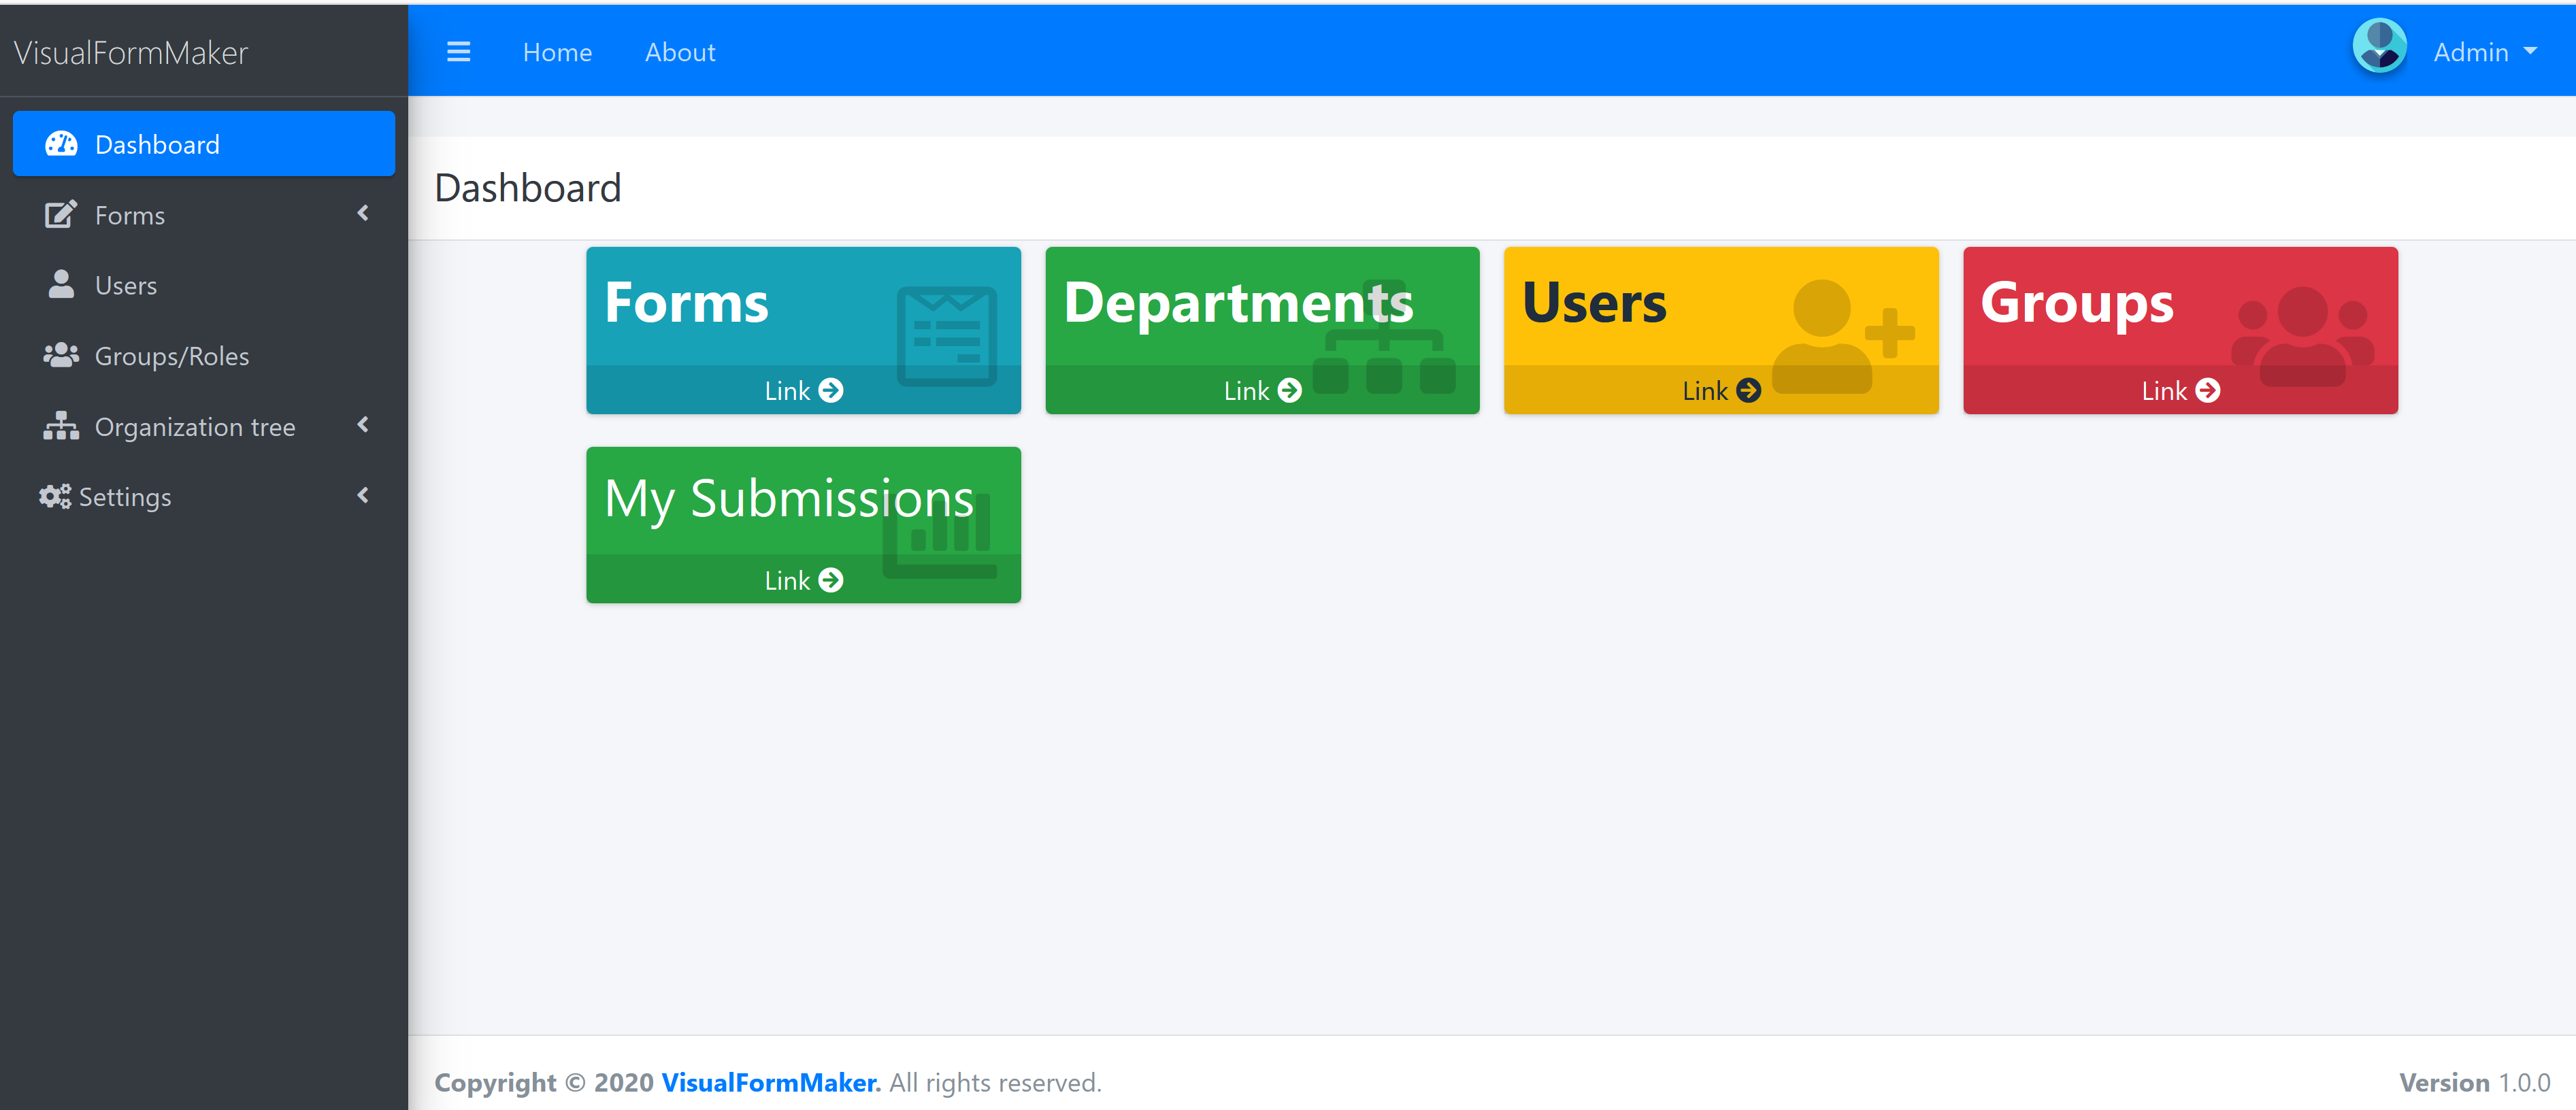 VisualFormMaker
Home
About
Admin
Dashboard
Forms
Users
Groups/Roles
Organization tree
Settings
Dashboard
Forms
Link
Departments
Link
Users
Link
Groups
Link
My Submissions
Link
Copyright © 2020 VisualFormMaker. All rights reserved.
Version 1.0.0